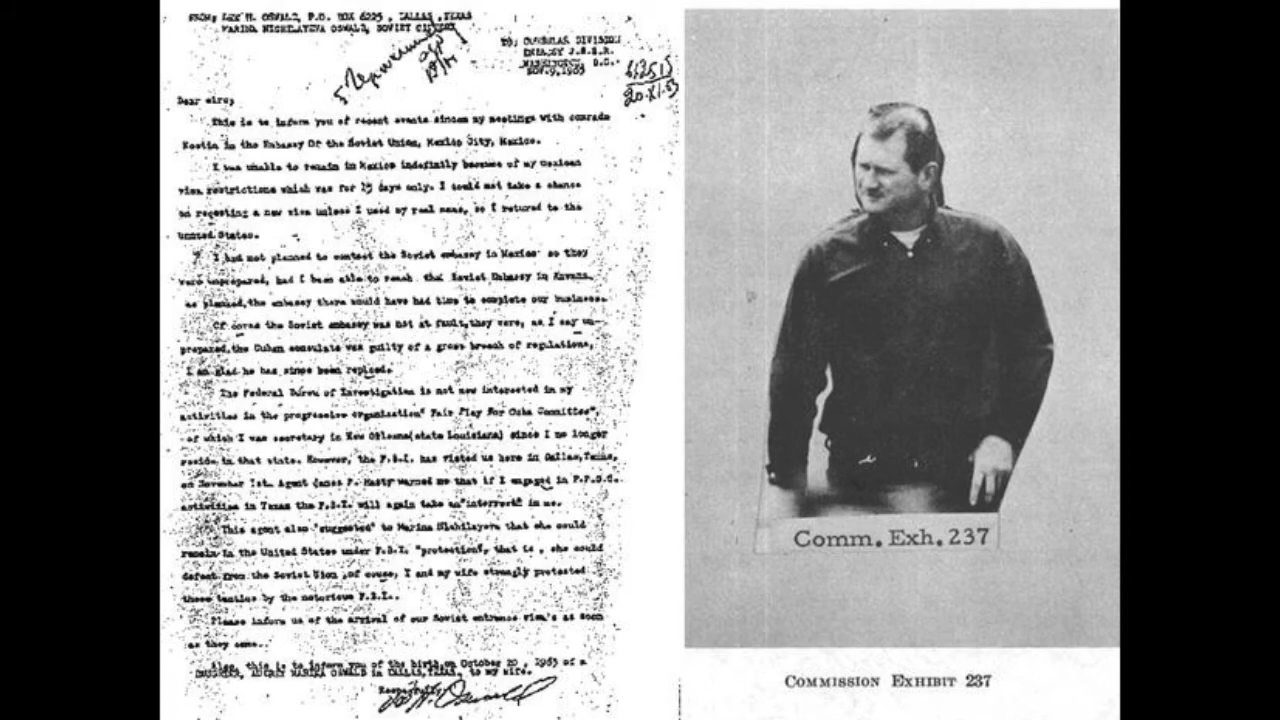 FROM: LEE H. OSWALD, P.O. BOX 6225, DALLAS, TEXAS
MARINA NICHILAYEVA OSWALD, SOVIET CITIZEN
TO: CONSULAR DIVISION
EMBASSY U.S.S.R.
WASHINGTON, D.C.
NOV.9,1963
20.XI.63
Dear sirs;
This is to inform you of recent events sincem my meetings with comrade
Kostin in the Embassy Of the Soviet Union, Mexico City, Mexico.
I was unable to remain in Mexico indefinily because of my mexican
visa restrictions which was for 15 days only. I could not take a chance
on reqesting a new visa unless I used my real name, so I returned to the
United States.
I had not planned to contact the Soviet embassy in Mexico so they
were unprepared, had I been able to reach the Soviet Embassy in Havana
as planned, the embassy there would have had time to complete our business.
Of corse the Soviet embassy was not at fault, they were, as I say un-
prepared, the Cuban consulate was guilty of a gross breach of regulations,
I am glad he has since been replced.
The Federal Bureu of Investigation is not now interested in my
activities in the progressive organization" Fair Play For Cuba Committee",
of which I was secretary in New Orleans(state Louisiana) since I no longer
reside in that state. However, the F.B.I. has visted us here in Dallas, Texas,
on November 1st. Agent James P. Hasty warned me that if I engaged in F.P.C.C.
activities in Texas the F.B.I. will again take an "interrest" in me.
This agent also "suggested" to Marina Nichilayeva that she could
remain in the United States under F.B.I. "protection", that is, she could
defect from the Soviet Uion, of couse, I and my wife strongly protested
these tactics by the notorious F.B.I..
Please inform us of the arrival of our Soviet entrance visa's as soon
as they come..
Also, this is to inform you of the birth, on October 20, 1963 of a
DAUGHTER, AUDREY MARINA OSWALD in DALLAS, TEXAS, to my wife.
Respectfully,
Comm. Exh. 237
COMMISSION EXHIBIT 237